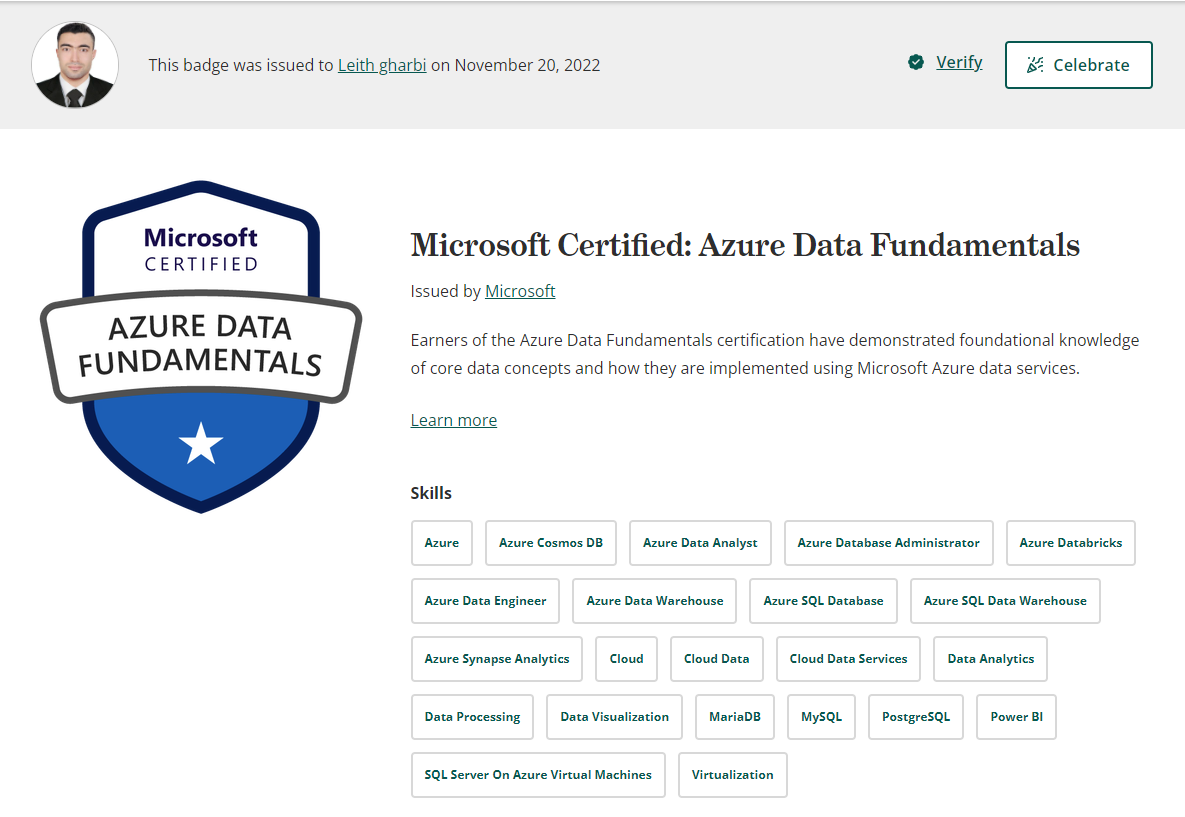 This badge was issued to Leith gharbi on November 20, 2022
Verify
Celebrate
Microsoft
CERTIFIED
AZURE DATA
FUNDAMENTALS
Microsoft Certified: Azure Data Fundamentals
Issued by Microsoft
Earners of the Azure Data Fundamentals certification have demonstrated foundational knowledge
of core data concepts and how they are implemented using Microsoft Azure data services.
Learn more
Skills
Azure Azure Cosmos DB Azure Data Analyst Azure Database Administrator Azure Databricks
Azure Data Engineer Azure Data Warehouse Azure SQL Database Azure SQL Data Warehouse
Azure Synapse Analytics Cloud Cloud Data Cloud Data Services Data Analytics
Data Processing Data Visualization MariaDB MySQL PostgreSQL Power BI
SQL Server On Azure Virtual Machines Virtualization